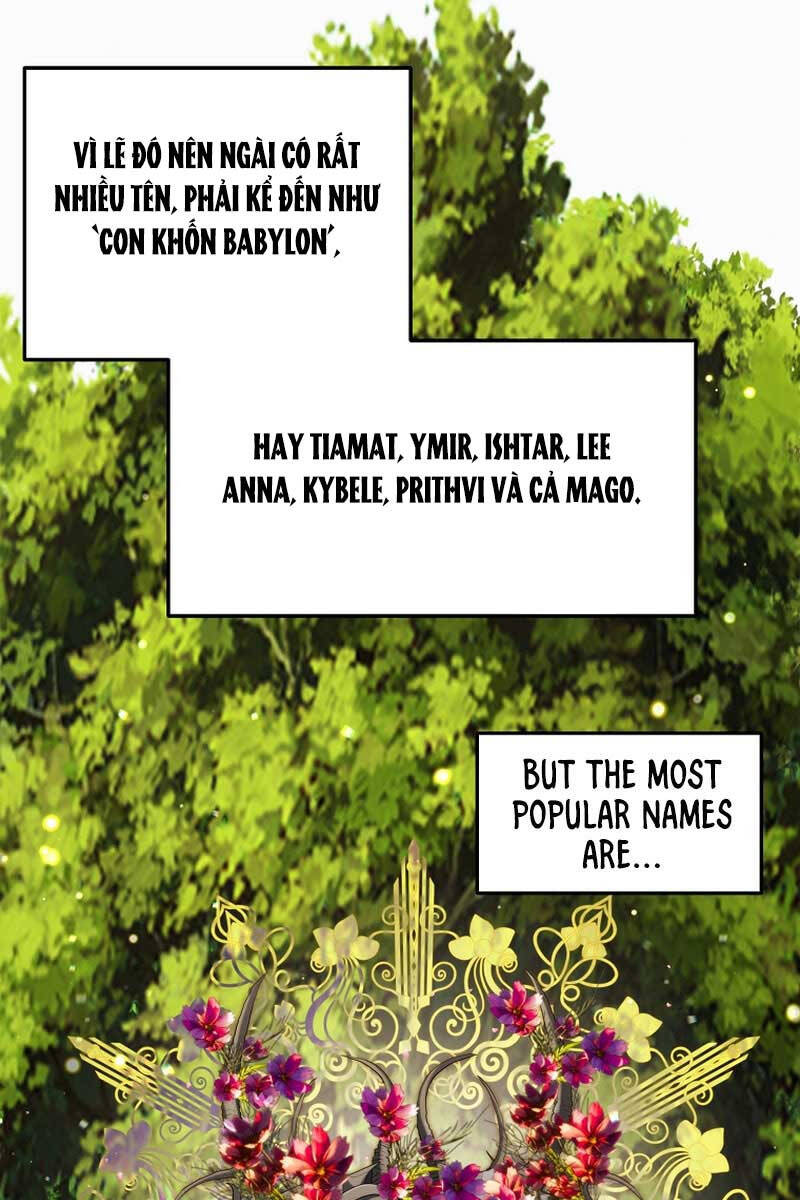 VÌ LẼ ĐÓ NÊN NGÀI CÓ RẤT
NHIỀU TÊN, PHẢI KỂ ĐẾN NHƯ
‘CON KHỐN BABYLON’,
HAY TIAMAT, YMIR, ISHTAR, LEE
ANNA, KYBELE, PRITHVI VÀ CẢ MAGO.
BUT THE MOST
POPULAR NAMES
ARE...